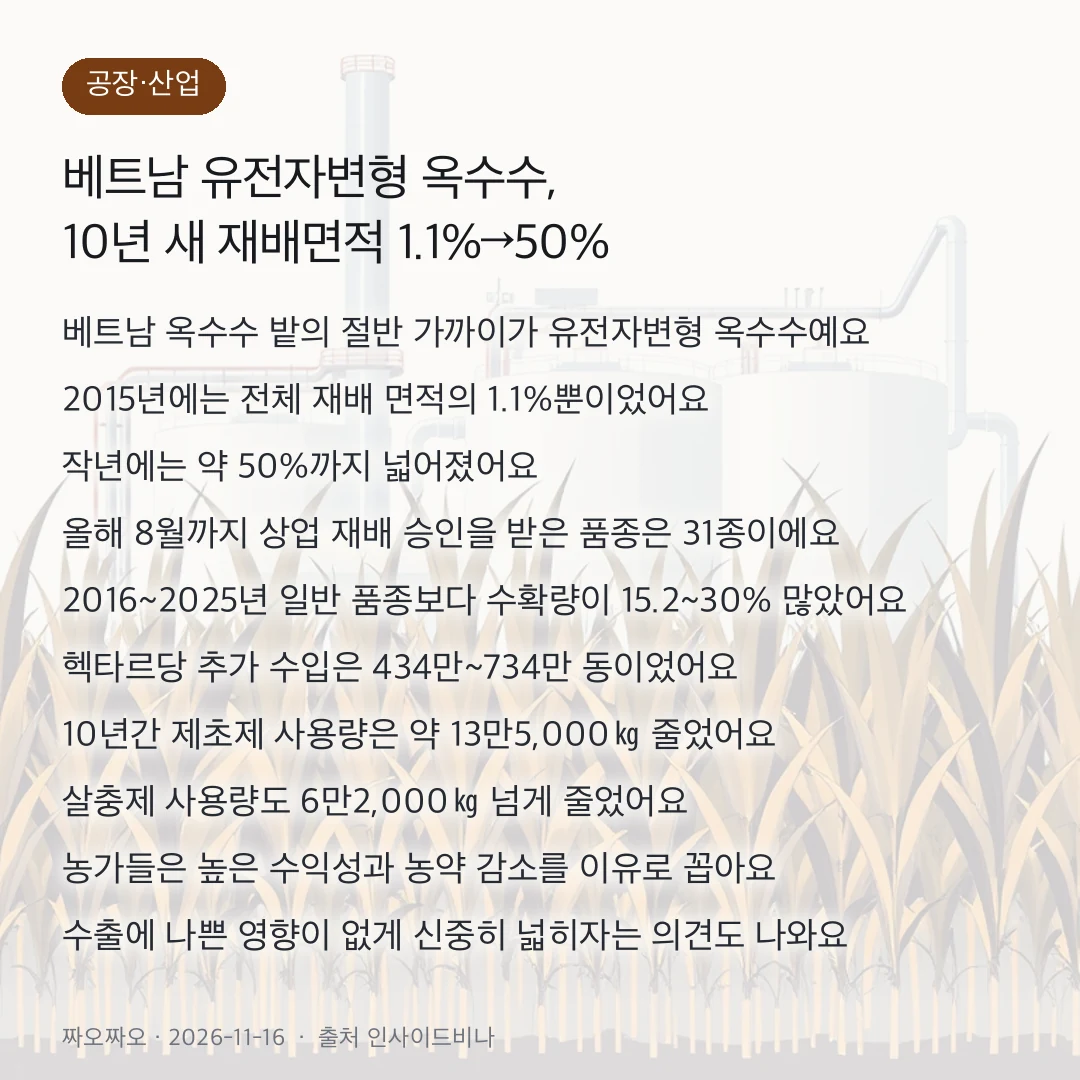 공장·산업
베트남 유전자변형 옥수수,
10년 새 재배면적 1.1%→50%
베트남 옥수수 밭의 절반 가까이가 유전자변형 옥수수예요
2015년에는 전체 재배 면적의 1.1%뿐이었어요
작년에는 약 50%까지 넓어졌어요
올해 8월까지 상업 재배 승인을 받은 품종은 31종이에요
2016~2025년 일반 품종보다 수확량이 15.2~30% 많았어요
헥타르당 추가 수입은 434만~734만 동이었어요
10년간 제초제 사용량은 약 13만5,000㎏ 줄었어요
살충제 사용량도 6만2,000㎏ 넘게 줄었어요
농가들은 높은 수익성과 농약 감소를 이유로 꼽아요
수출에 나쁜 영향이 없게 신중히 넓히자는 의견도 나와요
짜오짜오 · 2026-11-16 · 출처 인사이드비나